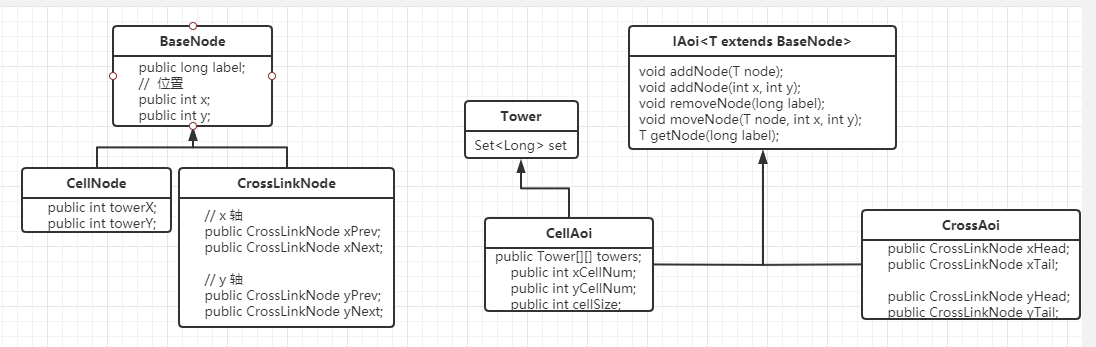 BaseNode
public long label;
// 位置
public int x;
public int y;
CellNode
public int towerX;
public int towerY;
CrossLinkNode
// x 轴
public CrossLinkNode xPrev;
public CrossLinkNode xNext;
// y 轴
public CrossLinkNode yPrev;
public CrossLinkNode yNext;
Tower
Set<Long> set
IAoi<T extends BaseNode>
void addNode(T node);
void addNode(int x, int y);
void removeNode(long label);
void moveNode(T node, int x, int y);
T getNode(long label);
CellAoi
public Tower[][] towers;
public int xCellNum;
public int yCellNum;
public int cellSize;
CrossAoi
public CrossLinkNode xHead;
public CrossLinkNode xTail;
public CrossLinkNode yHead;
public CrossLinkNode yTail;